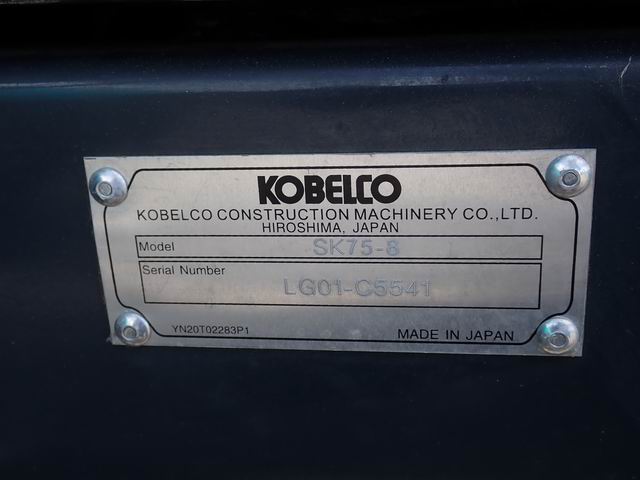 KOBELCO
KOBELCO CONSTRUCTION MACHINERY CO.,LTD.
HIROSHIMA, JAPAN
Model SK75-8
Serial Number LG01-C5541
YN20T02283P1 MADE IN JAPAN